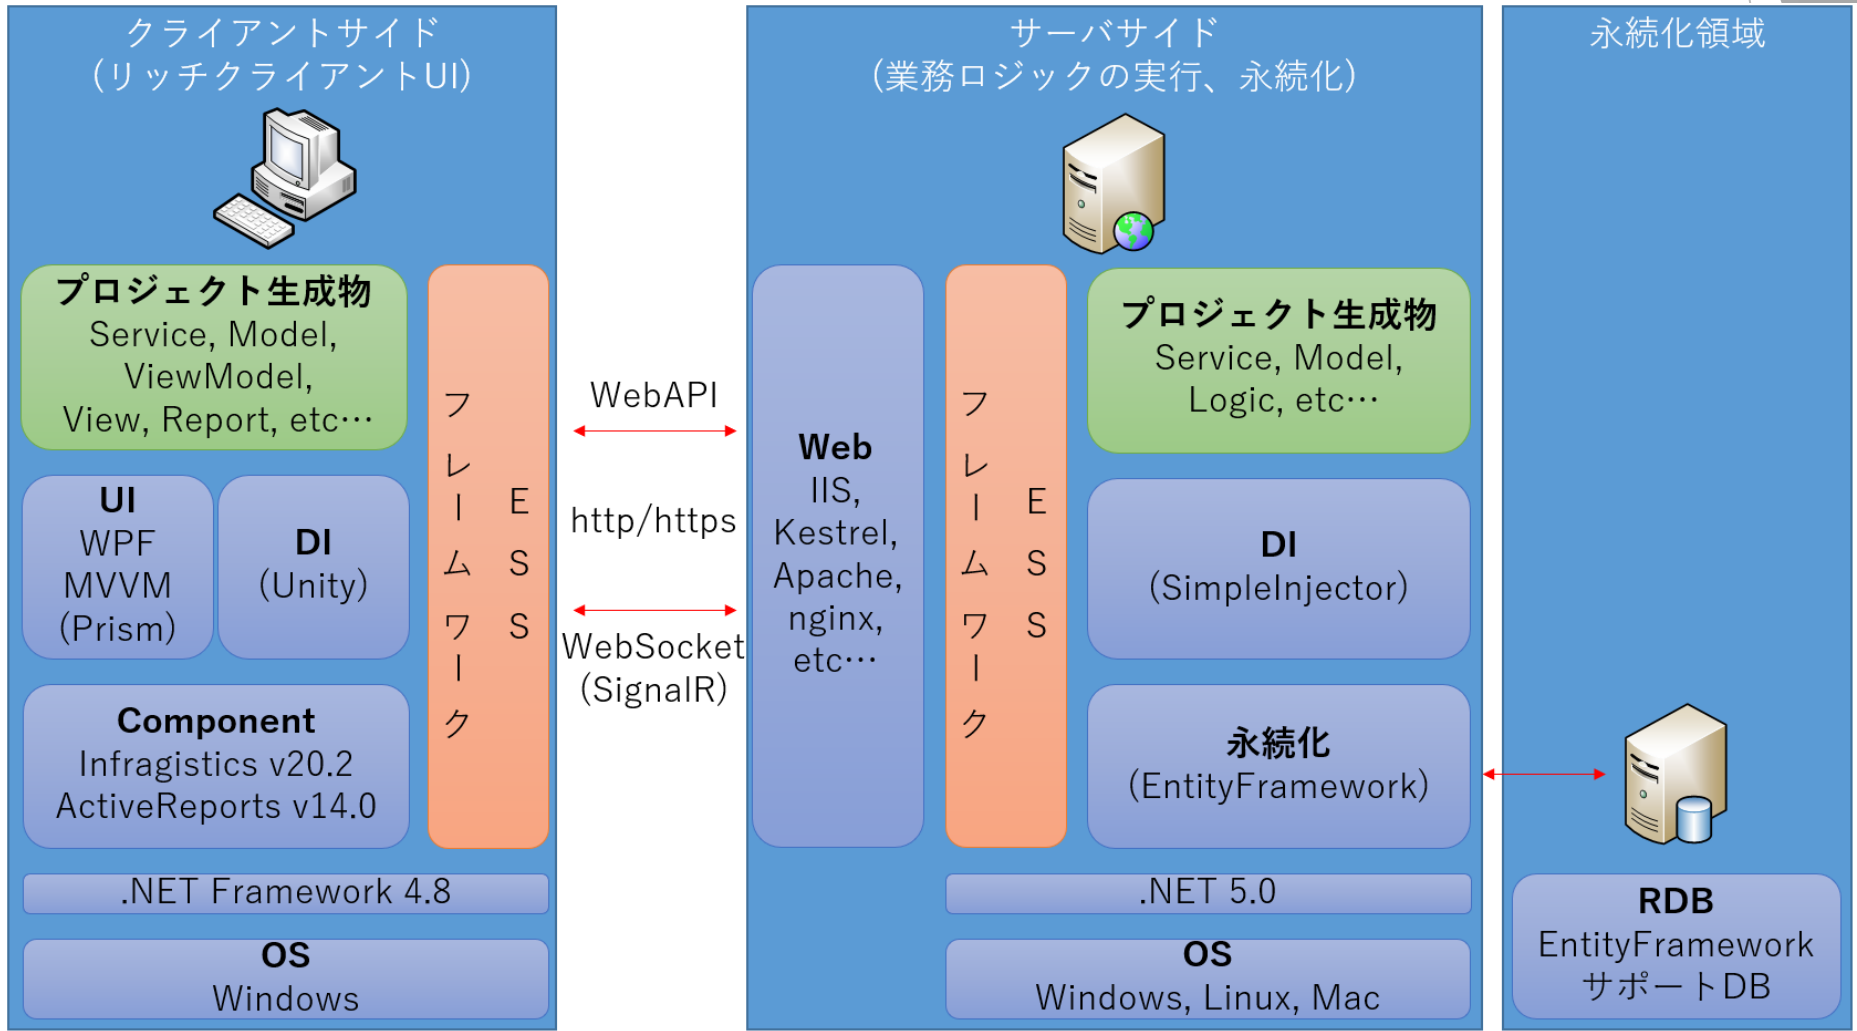 クライアントサイド
(リッチクライアントUI)
プロジェクト生成物
Service, Model,
ViewModel,
View, Report, etc…
UI
WPF
MVVM
(Prism)
DI
(Unity)
Component
Infragistics v20.2
ActiveReports v14.0
ESS
フレームワーク
.NET Framework 4.8
OS
Windows
WebAPI
http/https
WebSocket
(SignalR)
サーバサイド
(業務ロジックの実行、永続化)
Web
IIS,
Kestrel,
Apache,
nginx,
etc…
ESS
フレームワーク
プロジェクト生成物
Service, Model,
Logic, etc…
DI
(SimpleInjector)
永続化
(EntityFramework)
.NET 5.0
OS
Windows, Linux, Mac
永続化領域
RDB
EntityFramework
サポートDB